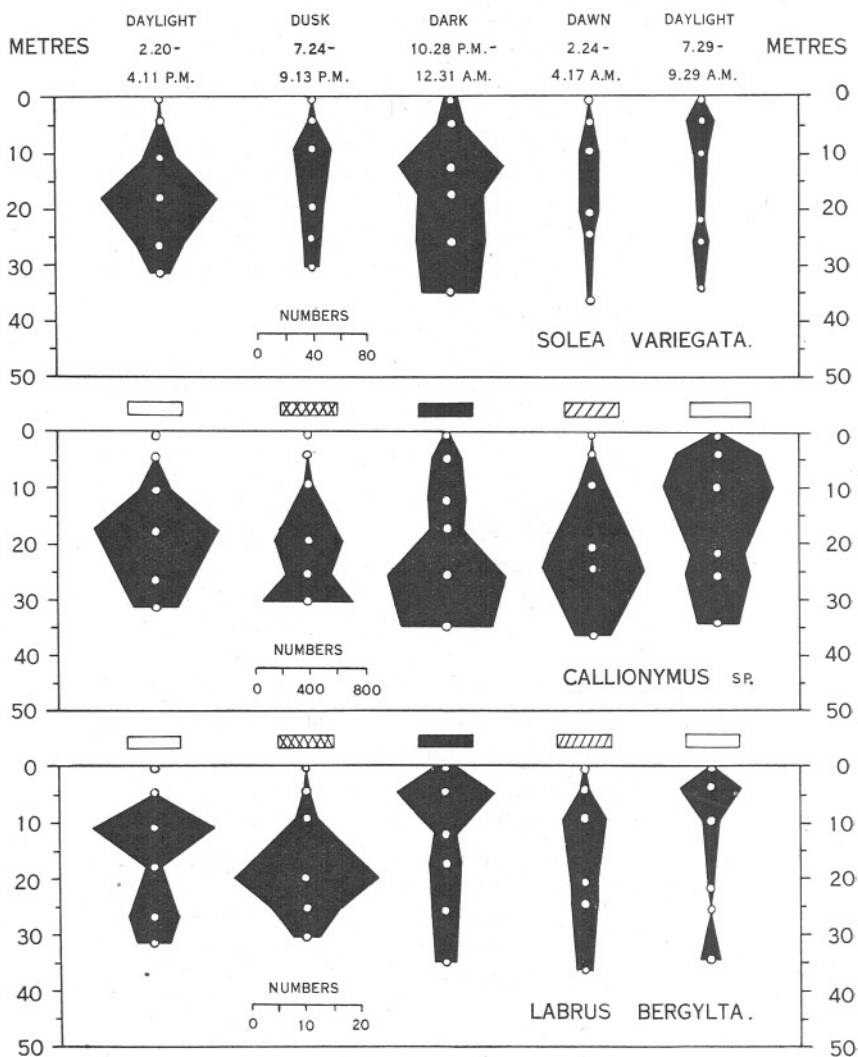 DAYLIGHT DUSK DARK DAWN DAYLIGHT
METRES 2.20- 7.24- 10.28 P.M.- 2.24- 7.29- METRES
4.11 P.M. 9.13 P.M. 12.31 A.M. 4.17 A.M. 9.29 A.M.
0 0
10 10
20 20
30 30
NUMBERS
40 0 40 80 SOLEA VARIEGATA. 40
50 50
0 0
10 10
20 20
30 30
NUMBERS
40 0 400 800 CALLIONYMUS SP. 40
50 50
0 0
10 10
20 20
30 30
40 NUMBERS 40
0 10 20 LABRUS BERGYLTA.
50 50